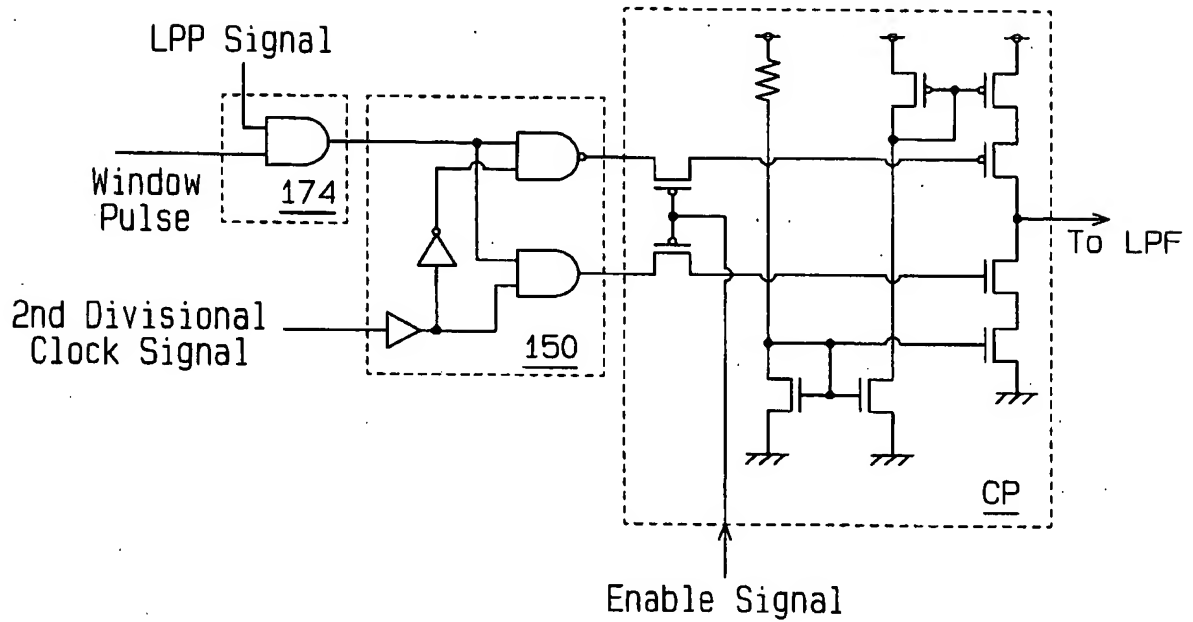 LPP Signal
174
Window
Pulse
To LPF
2nd Divisional
Clock Signal
150
CP
Enable Signal